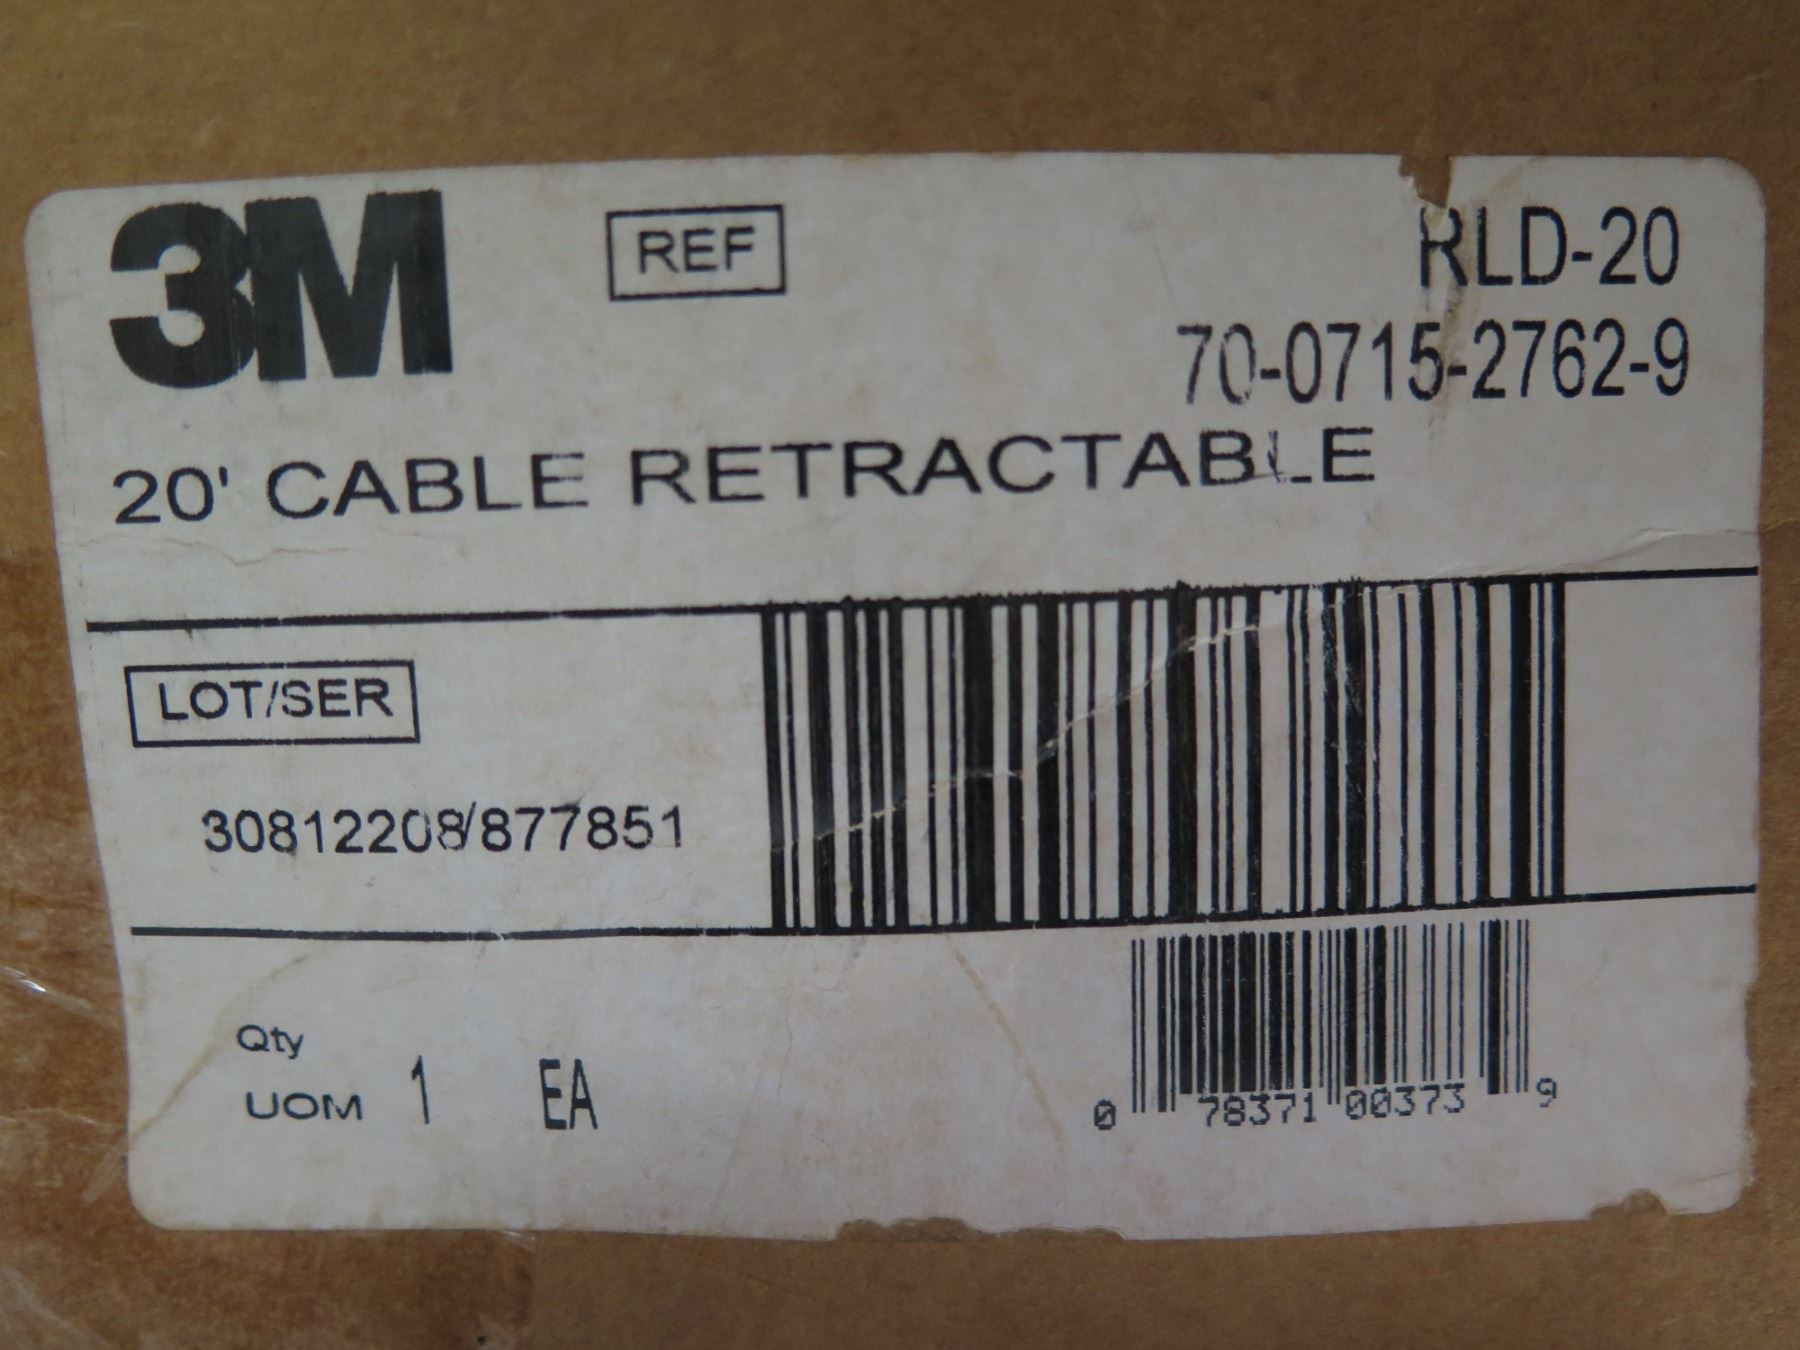 3M
REF
RLD-20
70-0715-2762-9
20' CABLE RETRACTABLE
LOT/SER
30812208/877851
Qty
UOM 1 EA
0 78371 00373 9